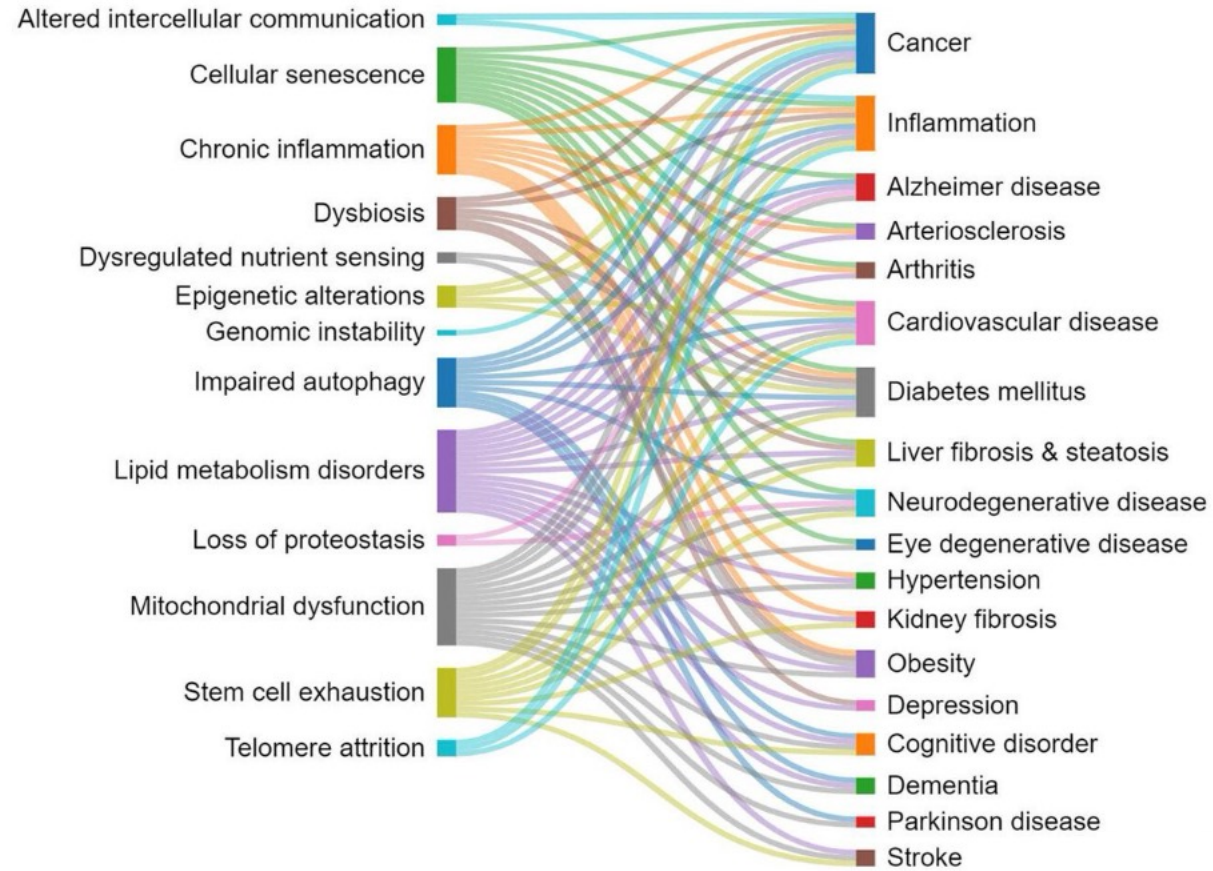 Altered intercellular communication
Cellular senescence
Chronic inflammation
Dysbiosis
Dysregulated nutrient sensing
Epigenetic alterations
Genomic instability
Impaired autophagy
Lipid metabolism disorders
Loss of proteostasis
Mitochondrial dysfunction
Stem cell exhaustion
Telomere attrition
Cancer
Inflammation
Alzheimer disease
Arteriosclerosis
Arthritis
Cardiovascular disease
Diabetes mellitus
Liver fibrosis & steatosis
Neurodegenerative disease
Eye degenerative disease
Hypertension
Kidney fibrosis
Obesity
Depression
Cognitive disorder
Dementia
Parkinson disease
Stroke